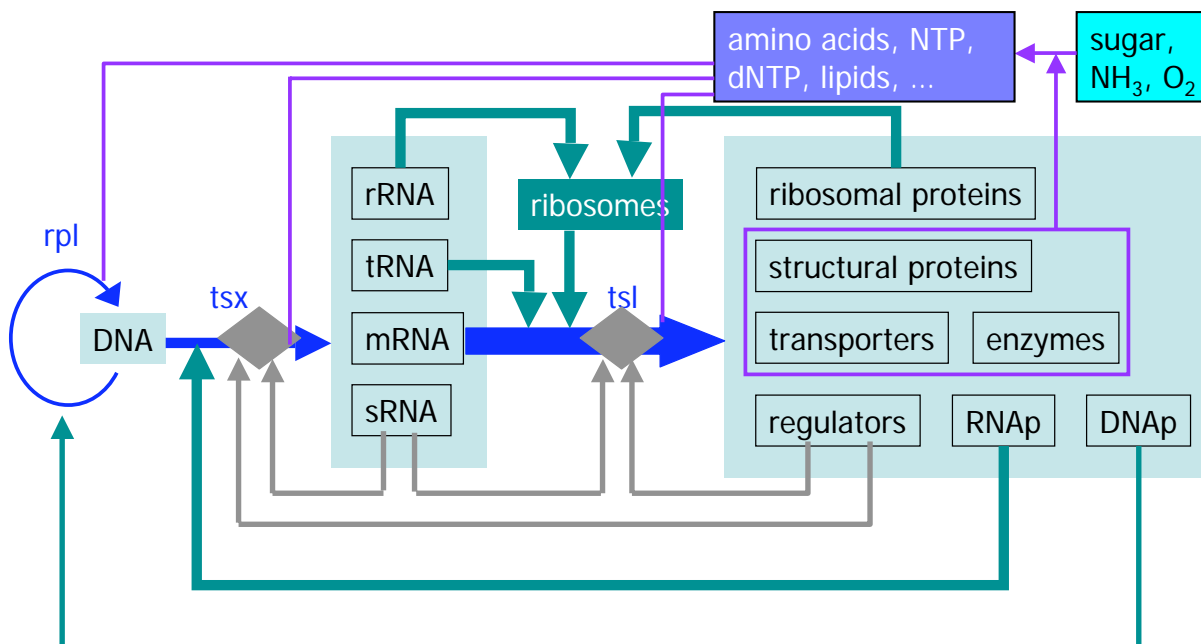 amino acids, NTP,
dNTP, lipids, ...
sugar,
NH₃, O₂
rRNA
ribosomal proteins
ribosomes
rpl
tRNA
structural proteins
tsx
tsl
DNA
mRNA
transporters
enzymes
sRNA
regulators
RNAp
DNAp